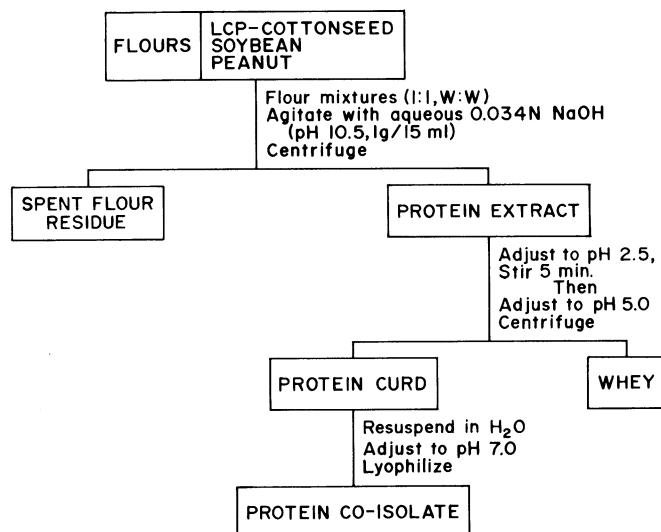 FLOURS
LCP-COTTONSEED
SOYBEAN
PEANUT
Flour mixtures (1:1, W:W)
Agitate with aqueous 0.034N NaOH
(pH 10.5, 1g/15 ml)
Centrifuge
SPENT FLOUR
RESIDUE
PROTEIN EXTRACT
Adjust to pH 2.5,
Stir 5 min.
Then
Adjust to pH 5.0
Centrifuge
PROTEIN CURD
WHEY
Resuspend in H₂O
Adjust to pH 7.0
Lyophilize
PROTEIN CO-ISOLATE